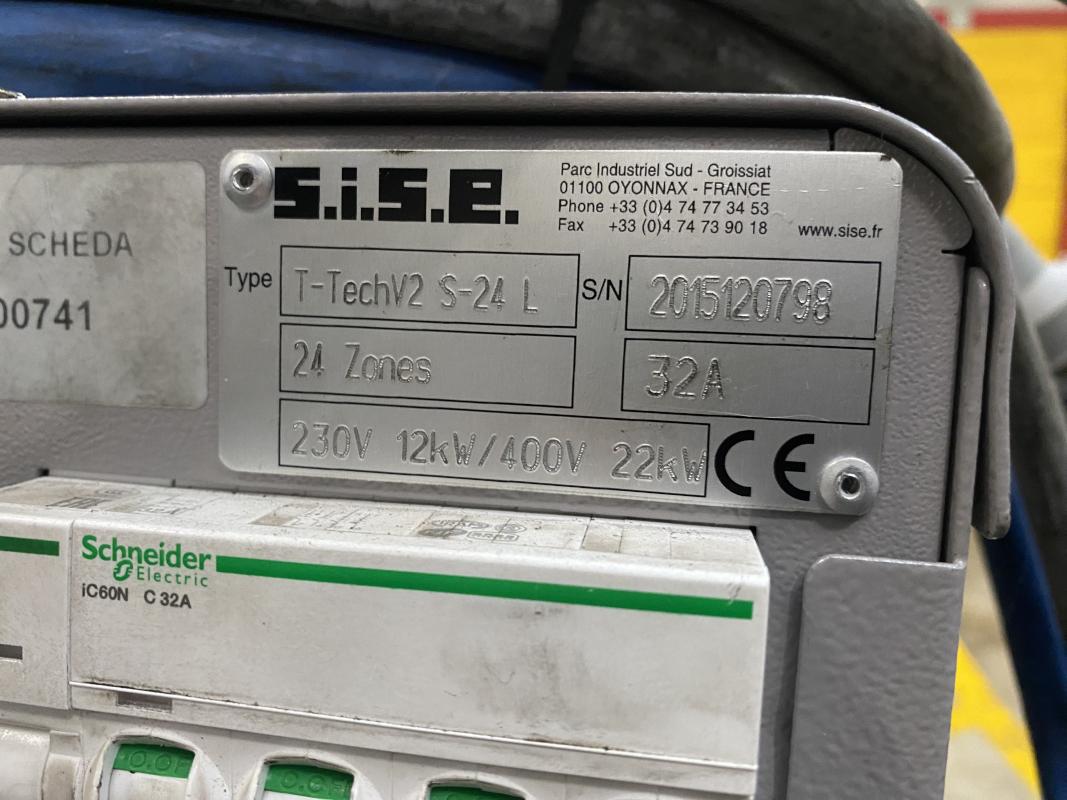 s.i.s.e.
Parc Industriel Sud - Groissiat
01100 OYONNAX - FRANCE
Phone +33 (0)4 74 77 34 53
Fax +33 (0)4 74 73 90 18
www.sise.fr
SCHEDA
00741
Type T-TechV2 S-24 L
S/N 2015120798
24 Zones
32A
230V 12kW/400V 22kW
CE
Schneider
Electric
iC60N C 32A
O.OFF